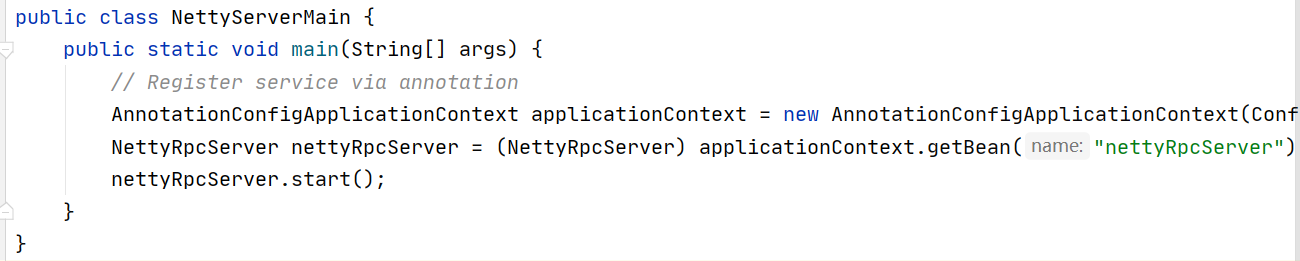 public class NettyServerMain {
public static void main(String[] args) {
// Register service via annotation
AnnotationConfigApplicationContext applicationContext = new AnnotationConfigApplicationContext(Conf
NettyRpcServer nettyRpcServer = (NettyRpcServer) applicationContext.getBean( name: "nettyRpcServer")
nettyRpcServer.start();
}
}